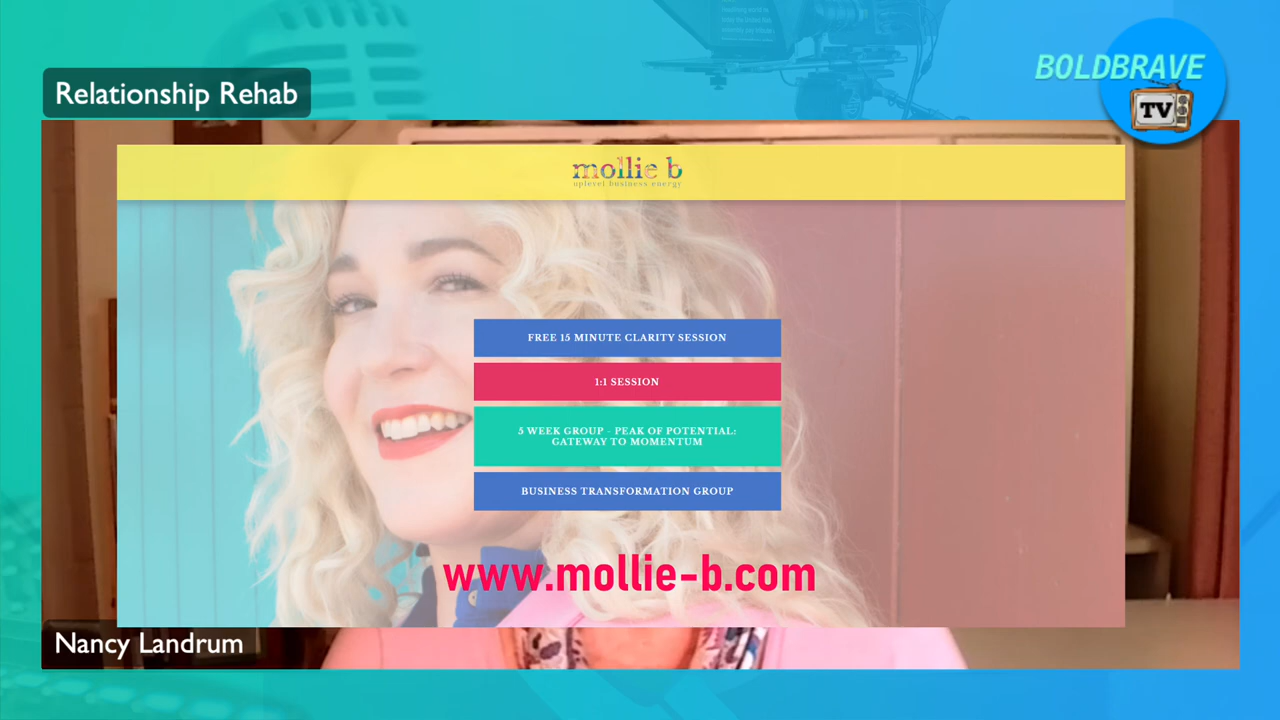 Relationship Rehab
BOLDBRAVE
TV
mollie b
uplevel business energy
FREE 15 MINUTE CLARITY SESSION
1:1 SESSION
5 WEEK GROUP - PEAK OF POTENTIAL:
GATEWAY TO MOMENTUM
BUSINESS TRANSFORMATION GROUP
www.mollie-b.com
Nancy Landrum